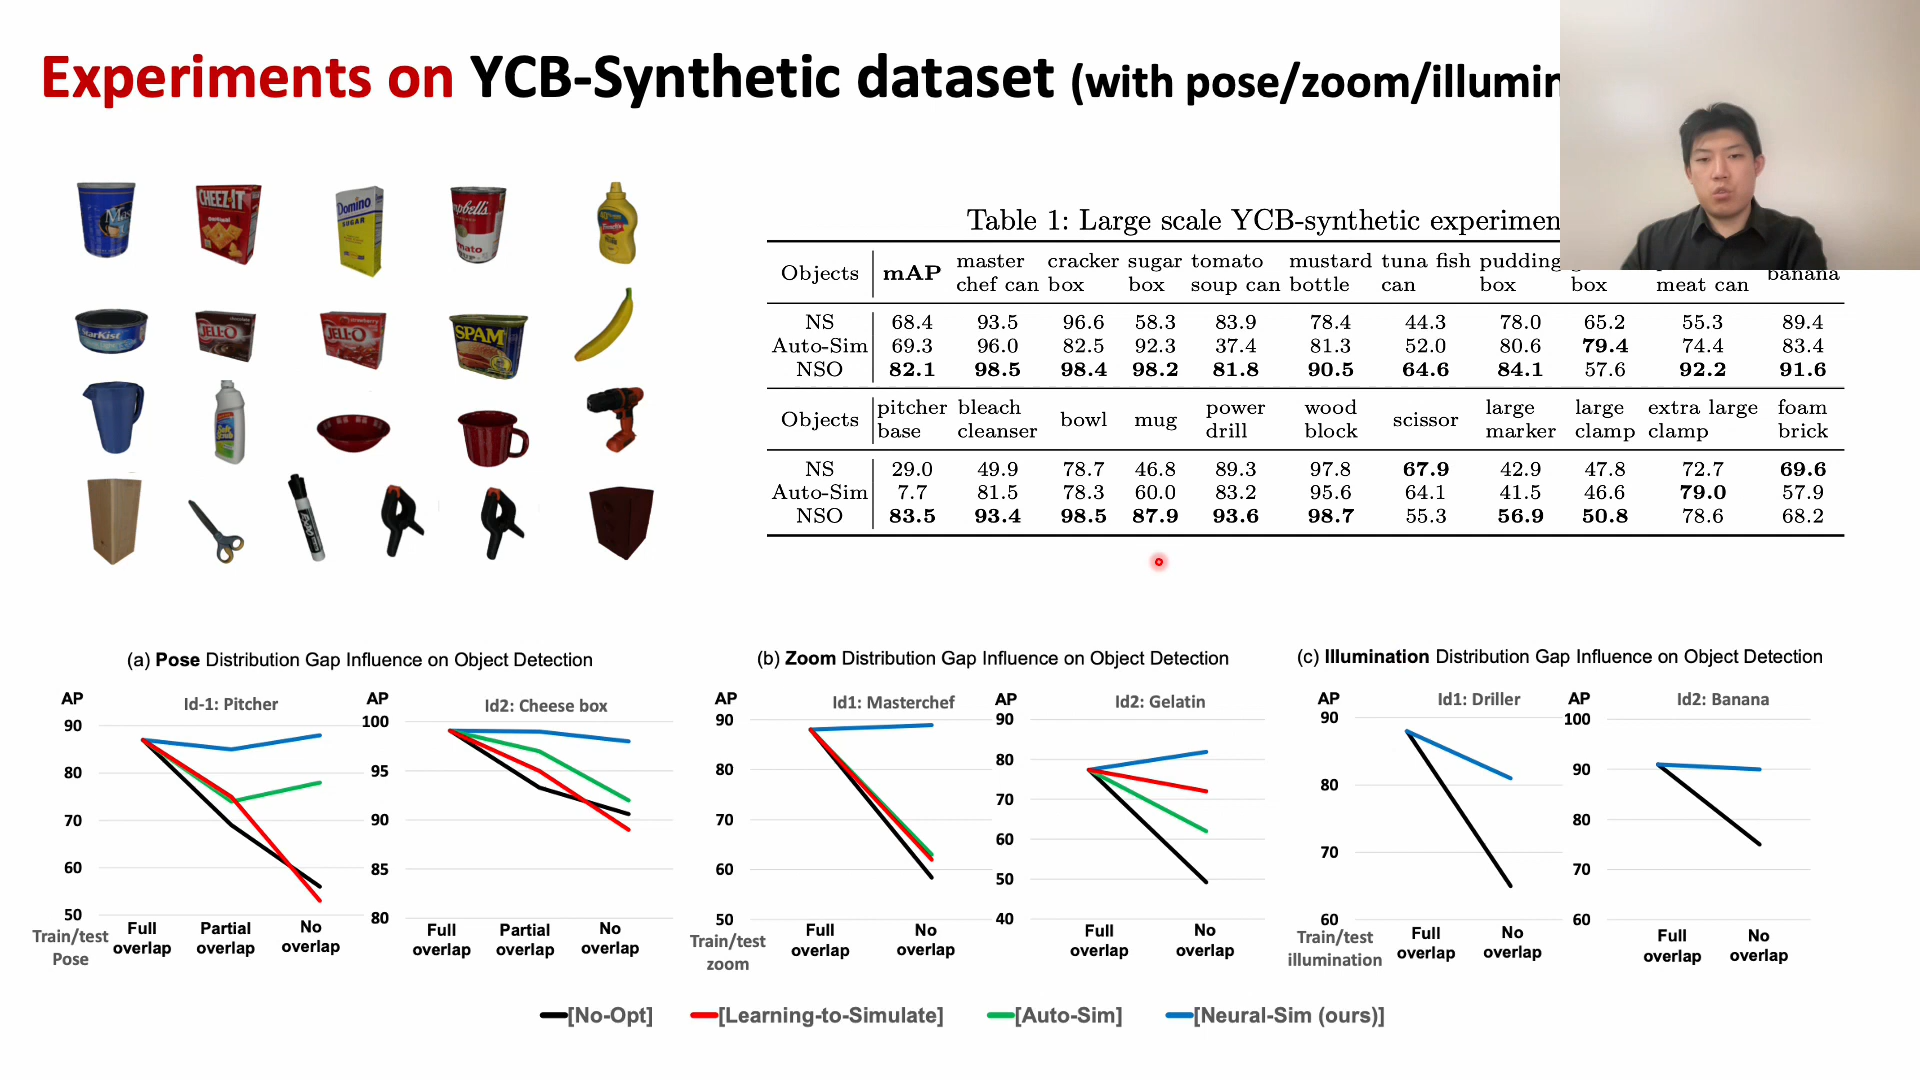 Experiments on YCB-Synthetic dataset (with pose/zoom/illumin
CHEEZ-IT
Domino
SUGAR
StarKist
JELL-O
JELL-O
SPAM
Soft
Scrub
Table 1: Large scale YCB-synthetic experimen
Objects mAP master chef can cracker box sugar box tomato soup can mustard bottle tuna fish can pudding box box meat can banana
NS 68.4 93.5 96.6 58.3 83.9 78.4 44.3 78.0 65.2 55.3 89.4
Auto-Sim 69.3 96.0 82.5 92.3 37.4 81.3 52.0 80.6 79.4 74.4 83.4
NSO 82.1 98.5 98.4 98.2 81.8 90.5 64.6 84.1 57.6 92.2 91.6
Objects pitcher base bleach cleanser bowl mug power drill wood block scissor large marker large clamp extra large clamp foam brick
NS 29.0 49.9 78.7 46.8 89.3 97.8 67.9 42.9 47.8 72.7 69.6
Auto-Sim 7.7 81.5 78.3 60.0 83.2 95.6 64.1 41.5 46.6 79.0 57.9
NSO 83.5 93.4 98.5 87.9 93.6 98.7 55.3 56.9 50.8 78.6 68.2
(a) Pose Distribution Gap Influence on Object Detection
AP
Id-1: Pitcher
90
80
70
60
50
Train/test
Pose
Full overlap
Partial overlap
No overlap
AP
Id2: Cheese box
100
95
90
85
80
Full overlap
Partial overlap
No overlap
(b) Zoom Distribution Gap Influence on Object Detection
AP
Id1: Masterchef
90
80
70
60
50
Train/test
zoom
Full overlap
No overlap
AP
Id2: Gelatin
90
80
70
60
50
40
Full overlap
No overlap
(c) Illumination Distribution Gap Influence on Object Detection
AP
Id1: Driller
90
80
70
60
Train/test
illumination
Full overlap
No overlap
AP
Id2: Banana
100
90
80
70
60
Full overlap
No overlap
[No-Opt] [Learning-to-Simulate] [Auto-Sim] [Neural-Sim (ours)]